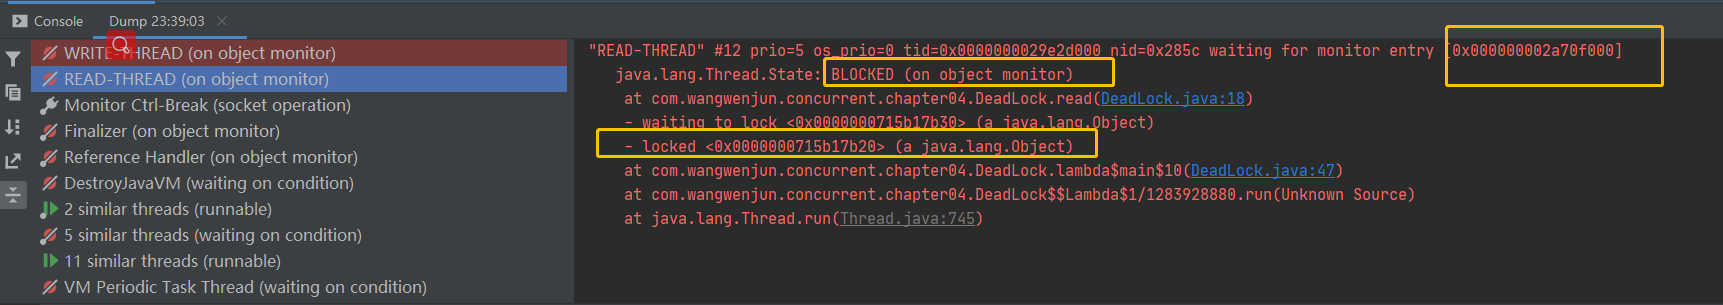 Console Dump 23:39:03
WRITE-THREAD (on object monitor)
READ-THREAD (on object monitor)
Monitor Ctrl-Break (socket operation)
Finalizer (on object monitor)
Reference Handler (on object monitor)
DestroyJavaVM (waiting on condition)
2 similar threads (runnable)
5 similar threads (waiting on condition)
11 similar threads (runnable)
VM Periodic Task Thread (waiting on condition)
"READ-THREAD" #12 prio=5 os_prio=0 tid=0x0000000029e2d000 nid=0x285c waiting for monitor entry [0x000000002a70f000]
java.lang.Thread.State: BLOCKED (on object monitor)
at com.wangwenjun.concurrent.chapter04.DeadLock.read(DeadLock.java:18)
- waiting to lock <0x0000000715b17b30> (a java.lang.Object)
- locked <0x0000000715b17b20> (a java.lang.Object)
at com.wangwenjun.concurrent.chapter04.DeadLock.lambda$main$10(DeadLock.java:47)
at com.wangwenjun.concurrent.chapter04.DeadLock$$Lambda$1/1283928880.run(Unknown Source)
at java.lang.Thread.run(Thread.java:745)